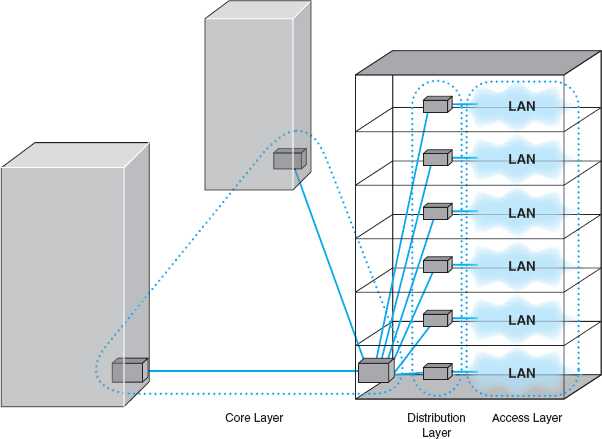 LAN
LAN
LAN
LAN
LAN
LAN
Core Layer
Distribution
Layer
Access Layer